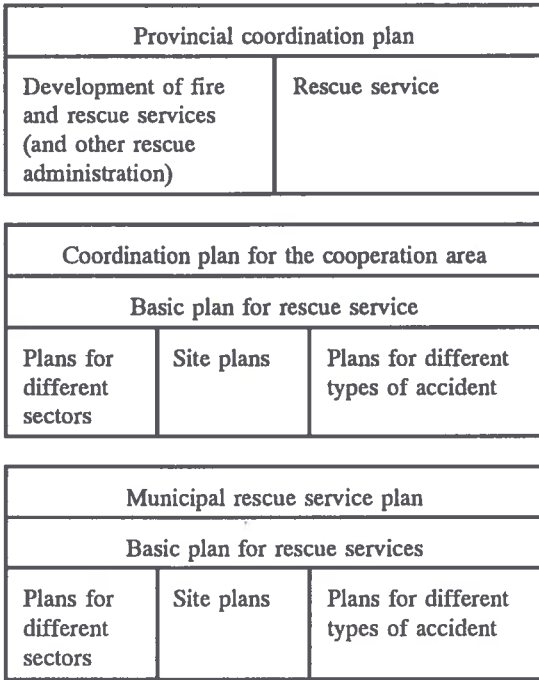 Provincial coordination plan
Development of fire
and rescue services
(and other rescue
administration)
Rescue service
Coordination plan for the cooperation area
Basic plan for rescue service
Plans for
different
sectors
Site plans
Plans for different
types of accident
Municipal rescue service plan
Basic plan for rescue services
Plans for
different
sectors
Site plans
Plans for different
types of accident